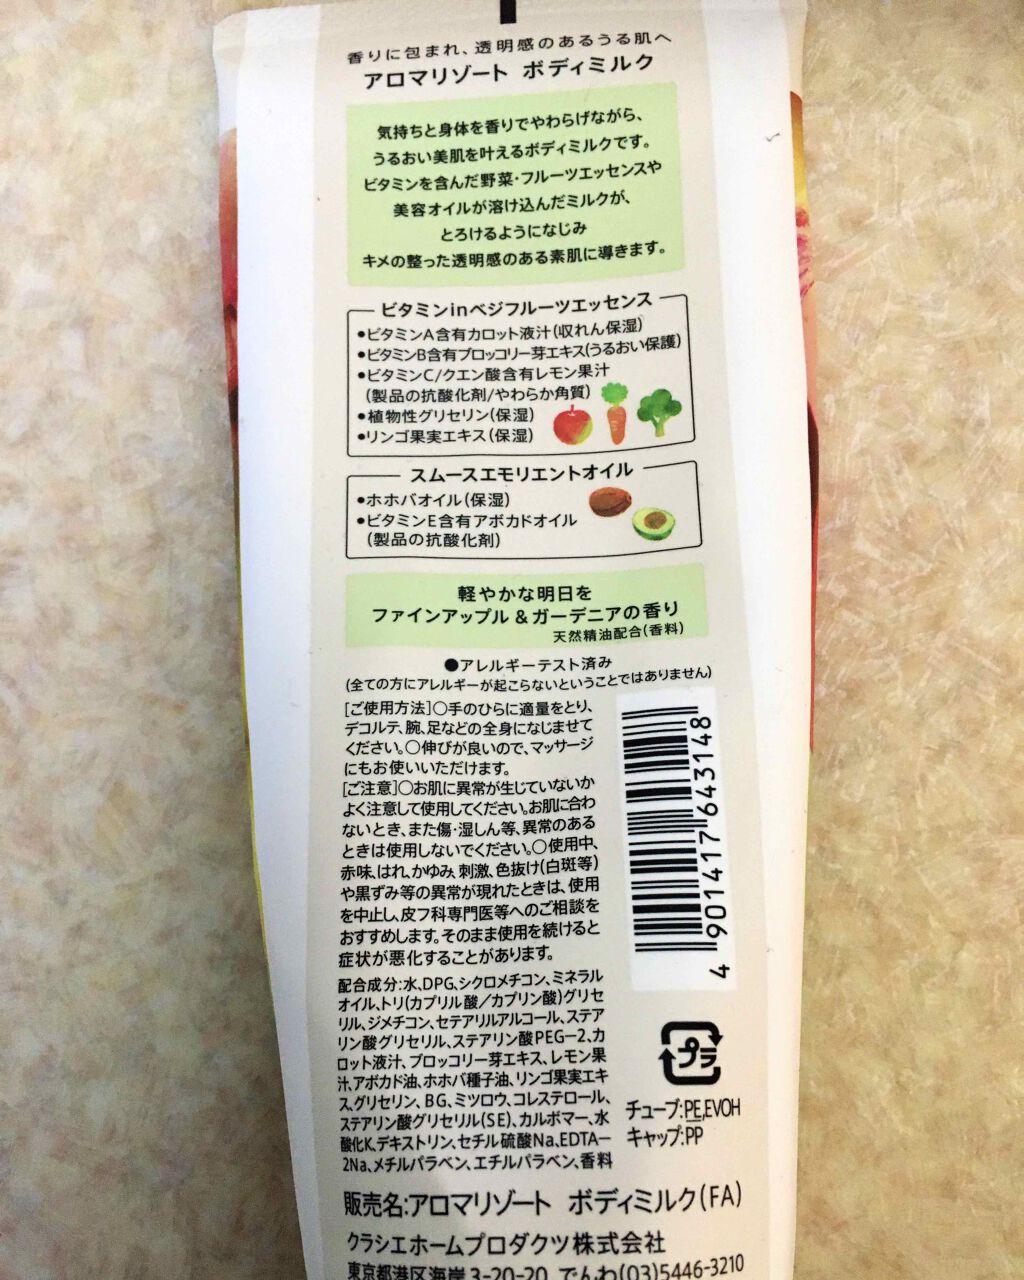 香りに包まれ、透明感のあるうる肌へ
アロマリゾート ボディミルク
気持ちと身体を香りでやわらげながら、
うるおい美肌を叶えるボディミルクです。
ビタミンを含んだ野菜・フルーツエッセンスや
美容オイルが溶け込んだミルクが、
とろけるようになじみ
キメの整った透明感のある素肌に導きます。
ビタミンinベジフルーツエッセンス
●ビタミンA含有カロット液汁(収れん保湿)
●ビタミンB含有ブロッコリー芽エキス(うるおい保護)
●ビタミンC/クエン酸含有レモン果汁
(製品の抗酸化剤/やわらか角質)
●植物性グリセリン(保湿)
●リンゴ果実エキス(保湿)
スムースエモリエントオイル
●ホホバオイル(保湿)
●ビタミンE含有アボカドオイル
(製品の抗酸化剤)
軽やかな明日を
ファインアップル&ガーデニアの香り
天然精油配合(香料)
●アレルギーテスト済み
(全ての方にアレルギーが起こらないということではありません)
[ご使用方法]○手のひらに適量をとり、
デコルテ、腕、足などの全身になじませて
ください。○伸びが良いので、マッサージ
にもお使いいただけます。
[ご注意]○お肌に異常が生じていないか
よく注意して使用してください。お肌に合わ
ないとき、また傷・湿しん等、異常のある
ときは使用しないでください。○使用中、
赤味、はれ、かゆみ、刺激、色抜け(白斑等)
や黒ずみ等の異常が現れたときは、使用
を中止し、皮フ科専門医等へのご相談を
おすすめします。そのまま使用を続けると
症状が悪化することがあります。
配合成分:水、DPG、シクロメチコン、ミネラル
オイル、トリ(カプリル酸/カプリン酸)グリセ
リル、ジメチコン、セテアリルアルコール、ステア
リン酸グリセリル、ステアリン酸PEG-2、カ
ロット液汁、ブロッコリー芽エキス、レモン果
汁、アボカド油、ホホバ種子油、リンゴ果実エキ
ス、グリセリン、BG、ミツロウ、コレステロール、
ステアリン酸グリセリル(SE)、カルボマー、水
酸化K、デキストリン、セチル硫酸Na、EDTA-
2Na、メチルパラベン、エチルパラベン、香料
4 901417 643148
プラ
チューブ:PE,EVOH
キャップ:PP
販売名:アロマリゾート ボディミルク(FA)
クラシエホームプロダクツ株式会社
東京都港区海岸3-20-20 でんわ(03)5446-3210